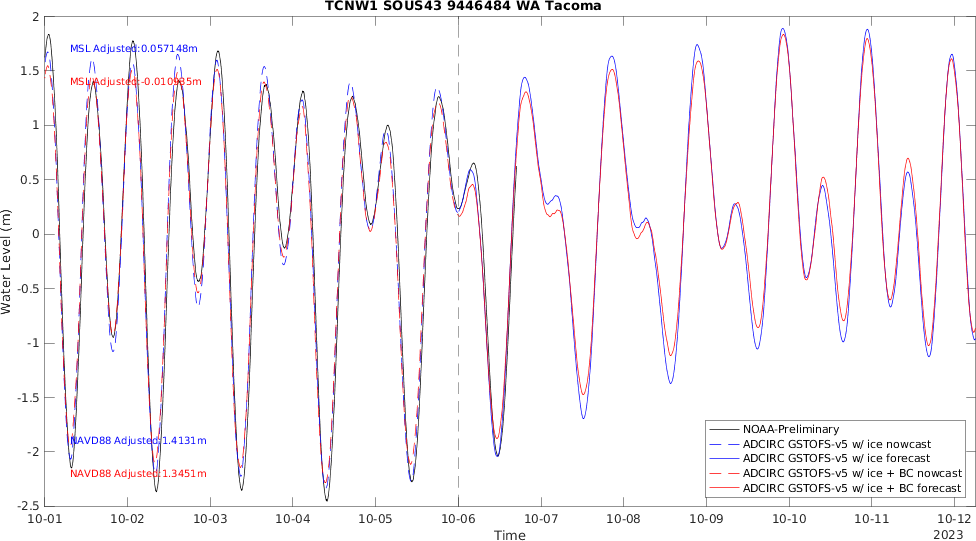 TCNW1 SOUS43 9446484 WA Tacoma
Water Level (m)
2
1.5
1
0.5
0
-0.5
-1
-1.5
-2
-2.5
MSL Adjusted:0.057148m
MSL Adjusted:-0.010935m
NAVD88 Adjusted:1.4131m
NAVD88 Adjusted:1.3451m
NOAA-Preliminary
ADCIRC GSTOFS-v5 w/ ice nowcast
ADCIRC GSTOFS-v5 w/ ice forecast
ADCIRC GSTOFS-v5 w/ ice + BC nowcast
ADCIRC GSTOFS-v5 w/ ice + BC forecast
10-01 10-02 10-03 10-04 10-05 10-06 10-07 10-08 10-09 10-10 10-11 10-12
2023
Time